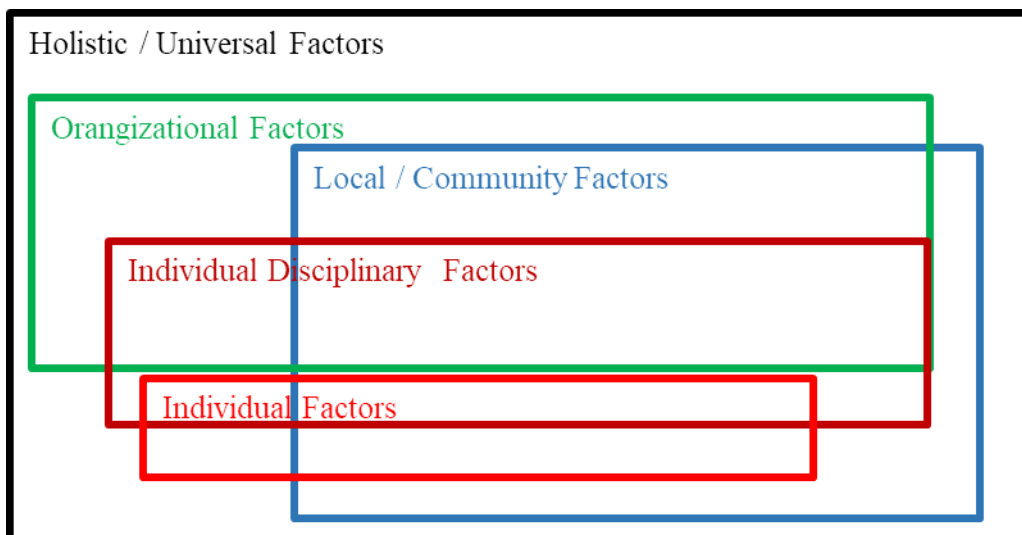 Holistic / Universal Factors
Orangizational Factors
Local / Community Factors
Individual Disciplinary Factors
Individual Factors